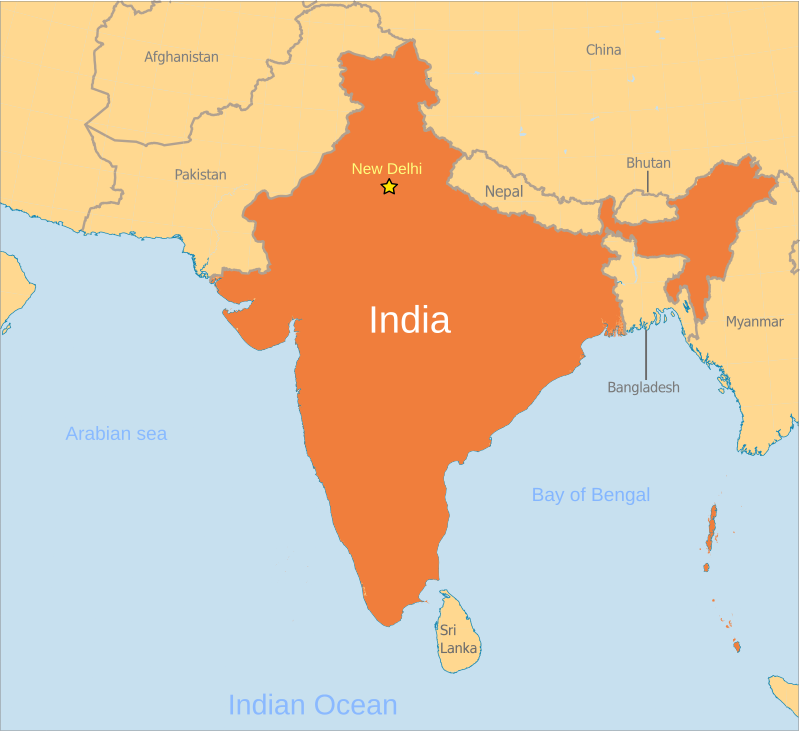 China
Afghanistan
Bhutan
New Delhi
Pakistan
Nepal
India
Myanmar
Bangladesh
Arabian sea
Bay of Bengal
Sri
Lanka
Indian Ocean